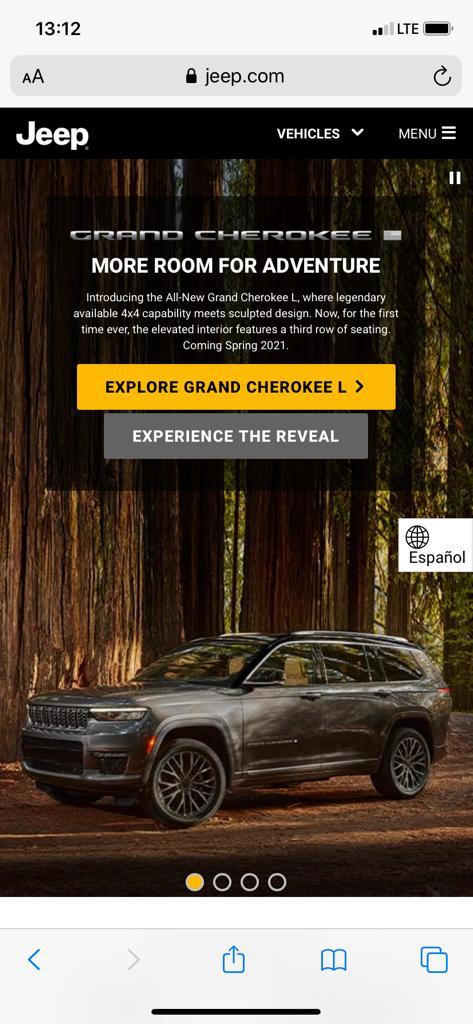 13:12
LTE
AA
jeep.com
Jeep
VEHICLES
MENU
GRAND CHEROKEE L
MORE ROOM FOR ADVENTURE
Introducing the All-New Grand Cherokee L, where legendary
available 4x4 capability meets sculpted design. Now, for the first
time ever, the elevated interior features a third row of seating.
Coming Spring 2021.
EXPLORE GRAND CHEROKEE L
EXPERIENCE THE REVEAL
Español